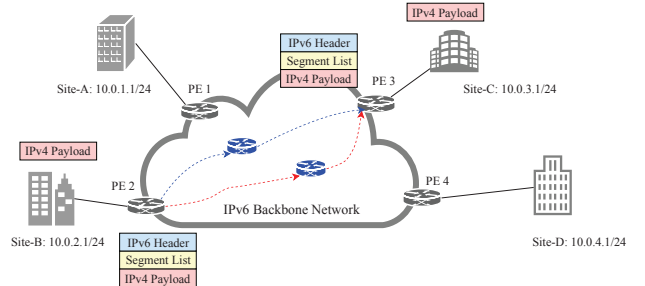 IPv4 Payload
IPv6 Header
Segment List
IPv4 Payload
PE 1
PE 3
Site-A: 10.0.1.1/24
Site-C: 10.0.3.1/24
IPv4 Payload
PE 2
PE 4
IPv6 Backbone Network
Site-B: 10.0.2.1/24
Site-D: 10.0.4.1/24
IPv6 Header
Segment List
IPv4 Payload